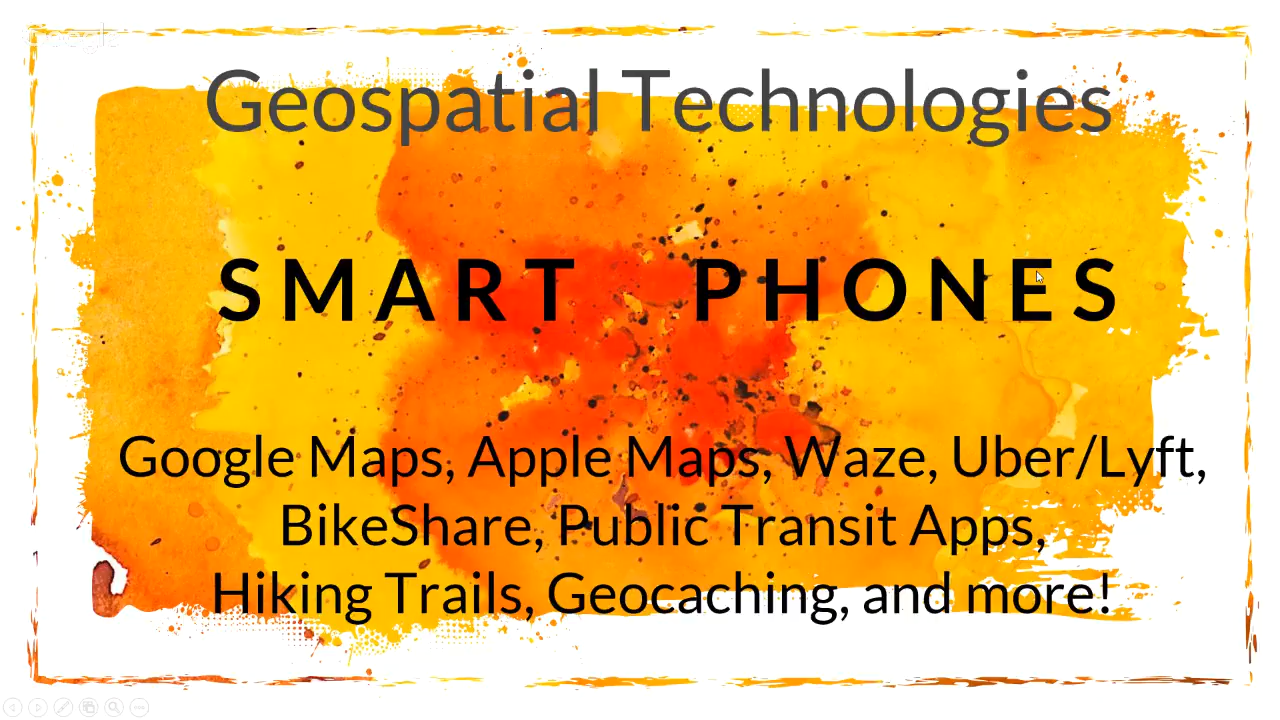 Geospatial Technologies
SMART PHONES
Google Maps, Apple Maps, Waze, Uber/Lyft,
BikeShare, Public Transit Apps,
Hiking Trails, Geocaching, and more!